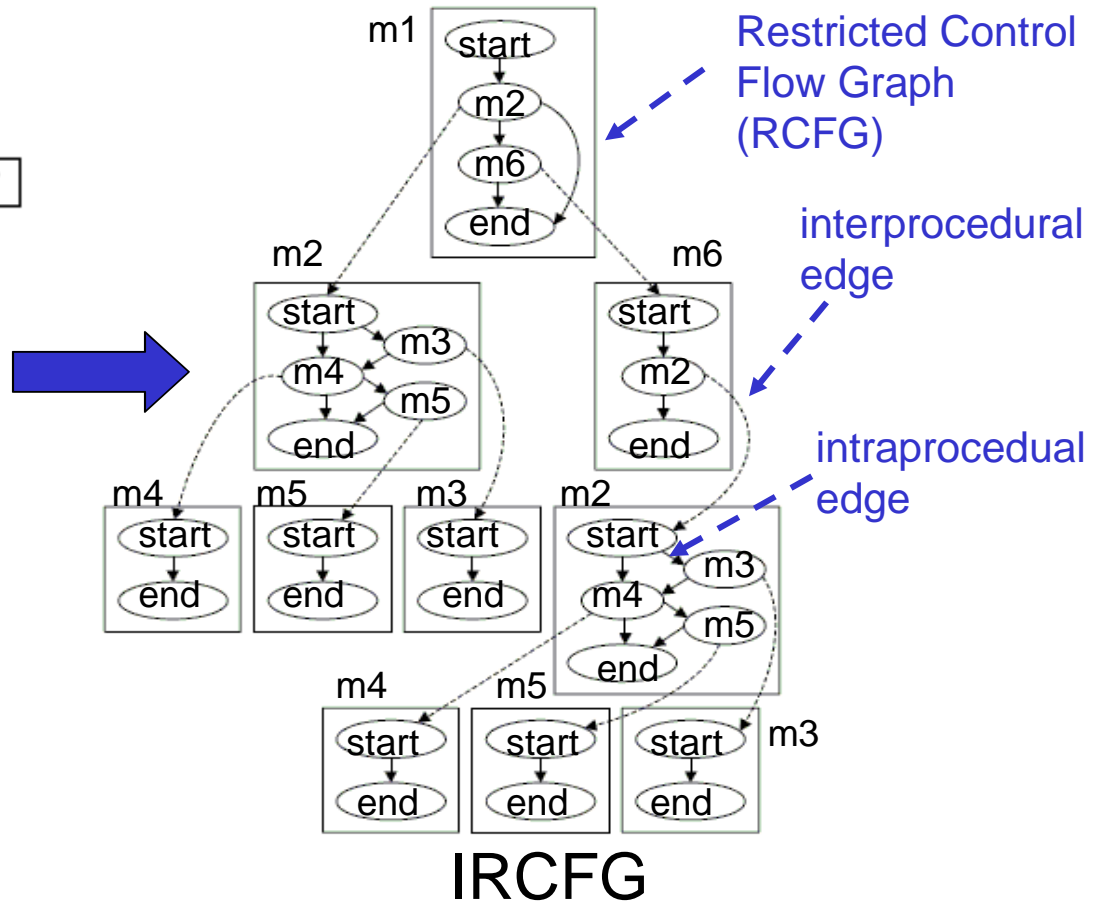 m1
start
m2
m6
end
Restricted Control
Flow Graph
(RCFG)
interprocedural
edge
intraprocedual
edge
m2
start
m3
m4
m5
end
m6
start
m2
end
m4
start
end
m5
start
end
m3
start
end
m2
start
m3
m4
m5
end
m4
start
end
m5
start
end
m3
start
end
IRCFG